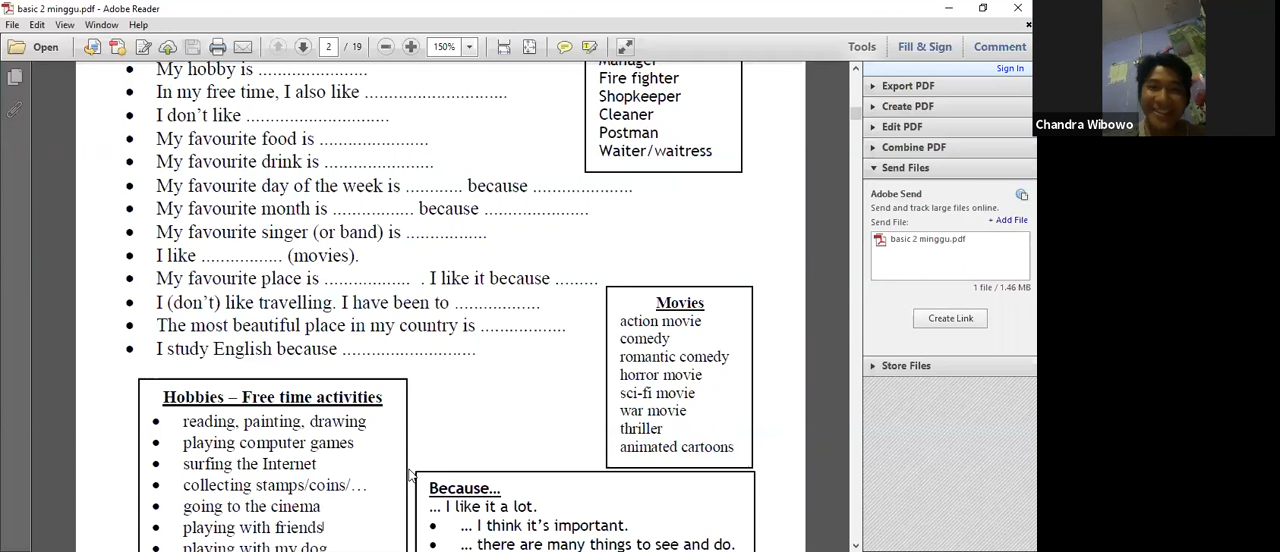 basic 2 minggu.pdf - Adobe Reader
File Edit View Window Help
Open 2 / 19 150% Tools Fill & Sign Comment
My hobby is ........................
In my free time, I also like ...............................
I don't like ...............................
My favourite food is ........................
My favourite drink is ........................
My favourite day of the week is ............ because .....................
My favourite month is ................. because ......................
My favourite singer (or band) is .................
I like ................. (movies).
My favourite place is .................. . I like it because .........
I (don't) like travelling. I have been to .................
The most beautiful place in my country is .................
I study English because ...........................
Manager
Fire fighter
Shopkeeper
Cleaner
Postman
Waiter/waitress
Movies
action movie
comedy
romantic comedy
horror movie
sci-fi movie
war movie
thriller
animated cartoons
Hobbies – Free time activities
reading, painting, drawing
playing computer games
surfing the Internet
collecting stamps/coins/…
going to the cinema
playing with friends
playing with my dog
Because…
… I like it a lot.
… I think it's important.
… there are many things to see and do.
Sign In
Export PDF
Create PDF
Edit PDF
Combine PDF
Send Files
Adobe Send
Send and track large files online.
Send File:
+ Add File
basic 2 minggu.pdf
1 file / 1.46 MB
Create Link
Store Files
Chandra Wibowo